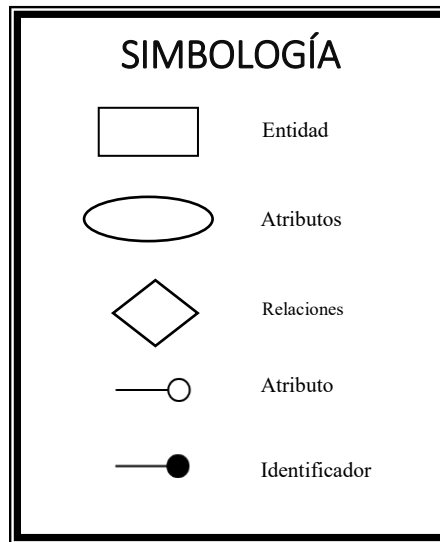 SIMBOLOGÍA
Entidad
Atributos
Relaciones
Atributo
Identificador